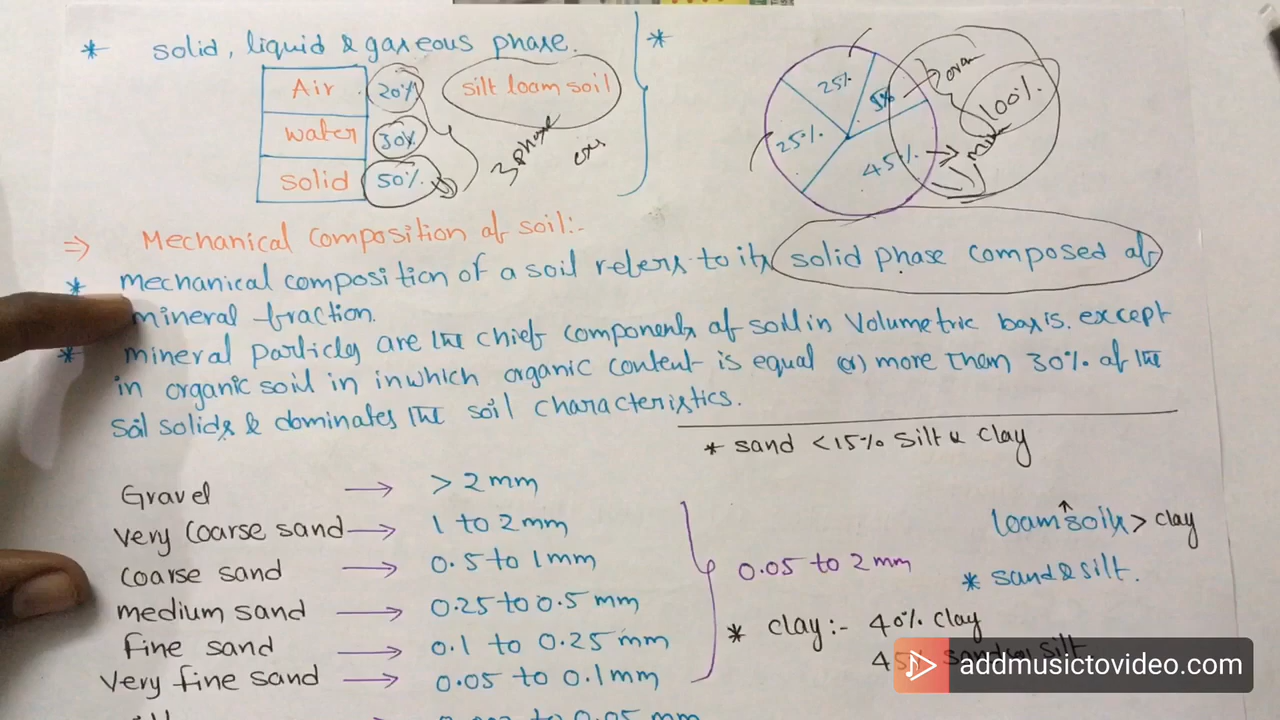 * solid, liquid & gaseous phase. *
Air 20%
water 30%
solid 50%
silt loam soil
3 phase
25%
5%
25%
45%
100%
⇒ Mechanical composition of soil:-
* mechanical composition of a soil refers to its solid phase composed of
mineral fraction.
* mineral particles are the chief components of soil in volumetric basis. except
in organic soil in inwhich organic content is equal (or) more than 30% of the
soil solids & dominates the soil characteristics.
* sand <15% silt & clay
Gravel → > 2mm
very coarse sand → 1 to 2mm
coarse sand → 0.5 to 1mm
medium sand → 0.25 to 0.5 mm
fine sand → 0.1 to 0.25 mm
very fine sand → 0.05 to 0.1mm
0.05 to 2mm
loam soils > clay
* sand & silt.
* clay:- 40% clay
addmusictovideo.com